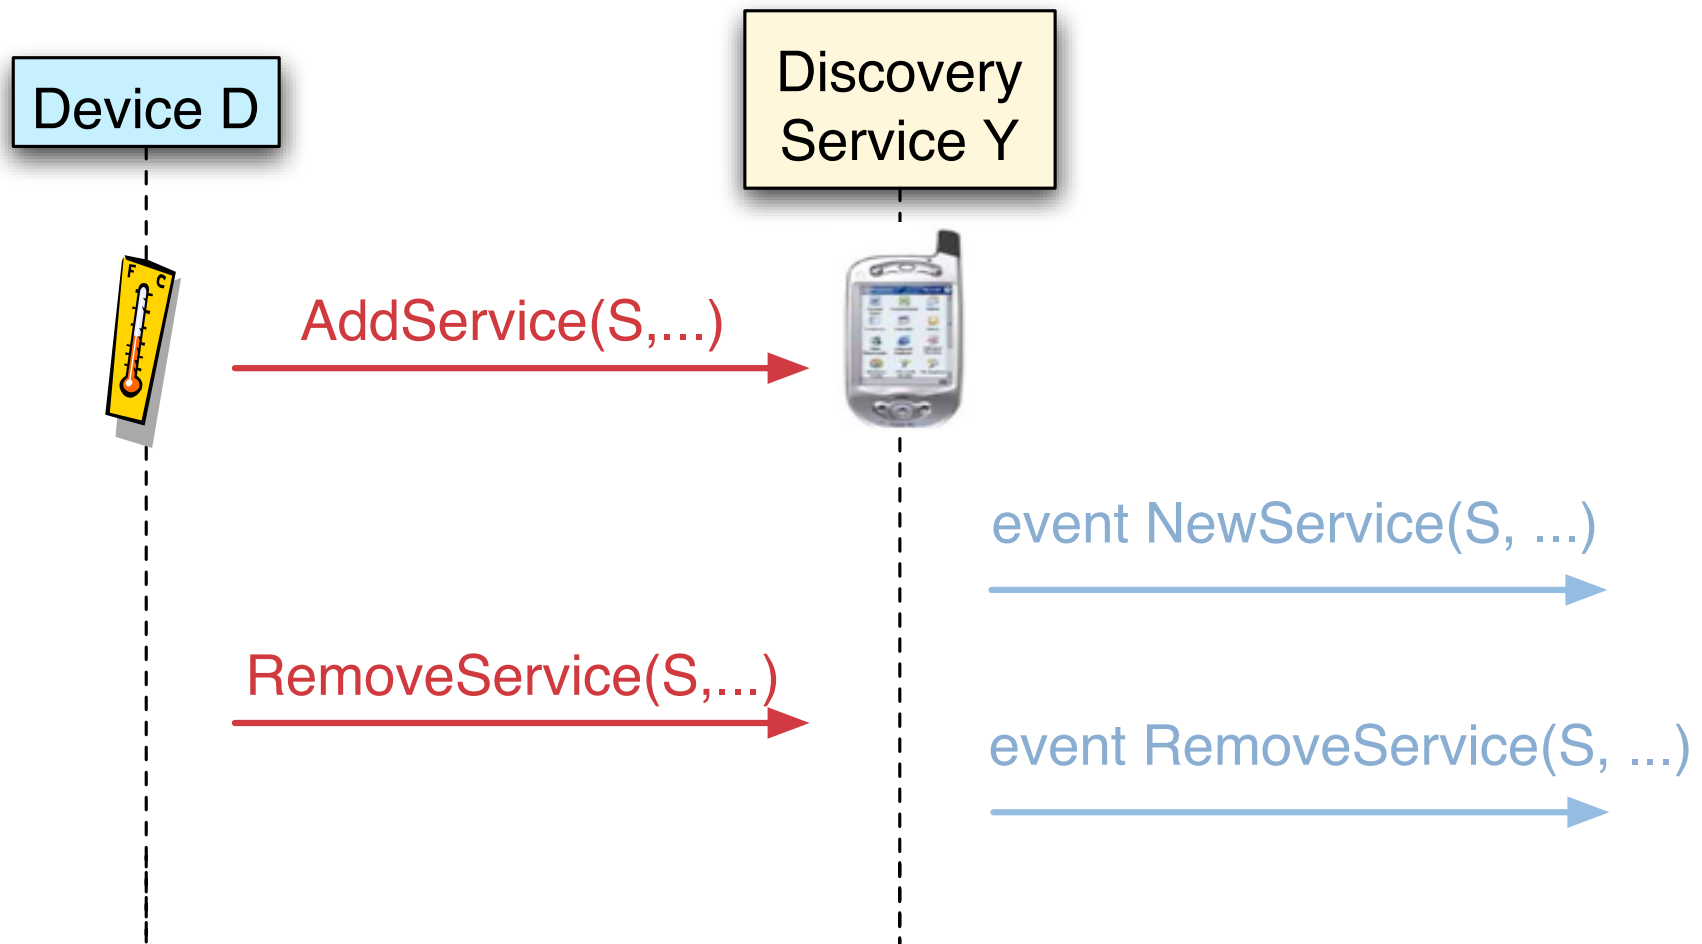 Device D
Discovery
Service Y
F C
AddService(S,...)
event NewService(S, ...)
RemoveService(S,...)
event RemoveService(S, ...)